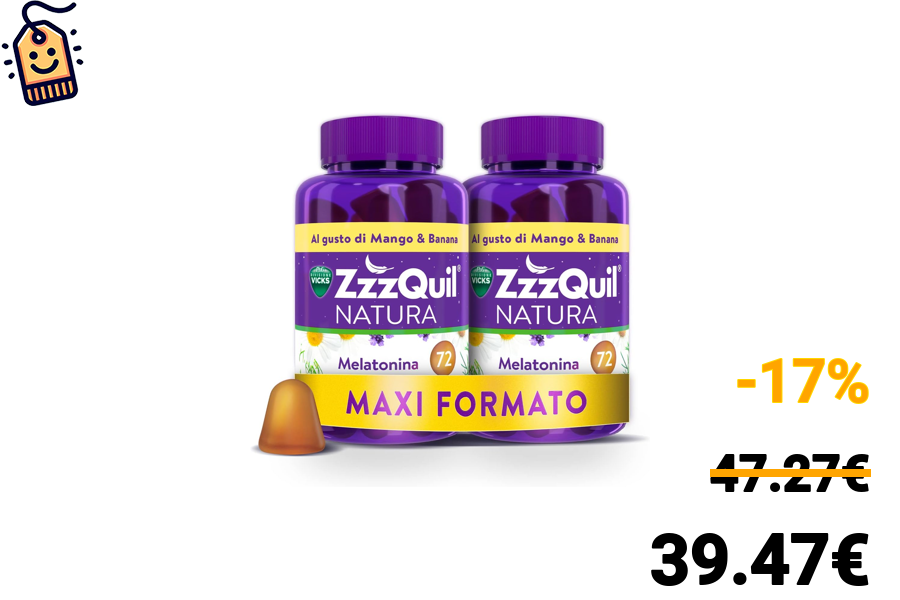 Al gusto di Mango & Banana
VICKS
ZzzQuil®
NATURA
Melatonina 72
Al gusto di Mango & Banana
VICKS
ZzzQuil®
NATURA
Melatonina 72
MAXI FORMATO
-17%
47.27€
39.47€